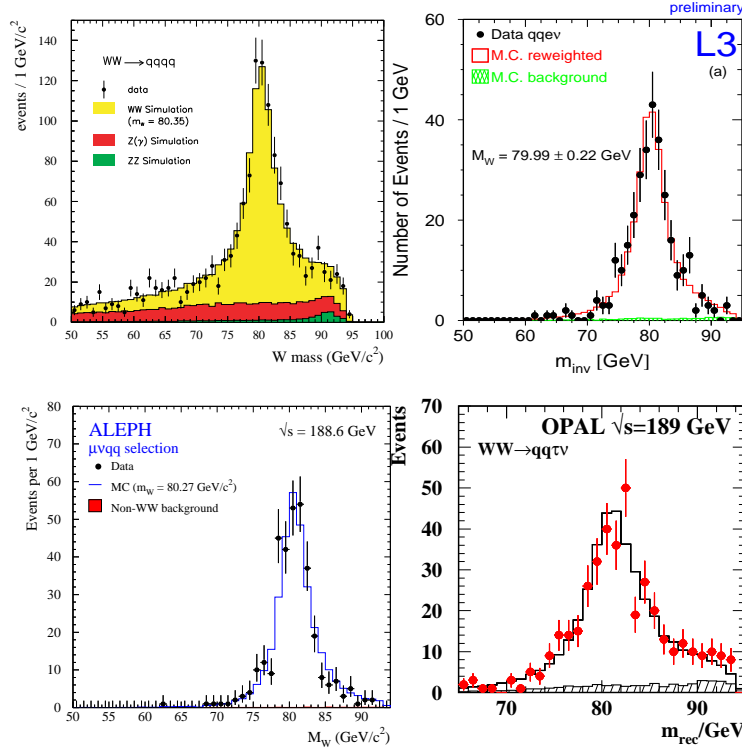 preliminary
events / 1 GeV/c²
140
120
100
80
60
40
20
0
WW→qqqq
data
WW Simulation
(m_w = 80.35)
Z(γ) Simulation
ZZ Simulation
50 55 60 65 70 75 80 85 90 95 100
W mass (GeV/c²)
Number of Events / 1 GeV
60
40
20
0
Data qqeν
M.C. reweighted
M.C. background
L3
(a)
M_W = 79.99 ± 0.22 GeV
50 60 70 80 90
m_inv [GeV]
Events per 1 GeV/c²
80
70
60
50
40
30
20
10
0
ALEPH
μνqq selection
√s = 188.6 GeV
Data
MC (m_W = 80.27 GeV/c²)
Non-WW background
50 60 70 80 90
M_W (GeV/c²)
Events
70
60
50
40
30
20
10
0
OPAL √s=189 GeV
WW→qqτν
70 80 90
m_rec/GeV